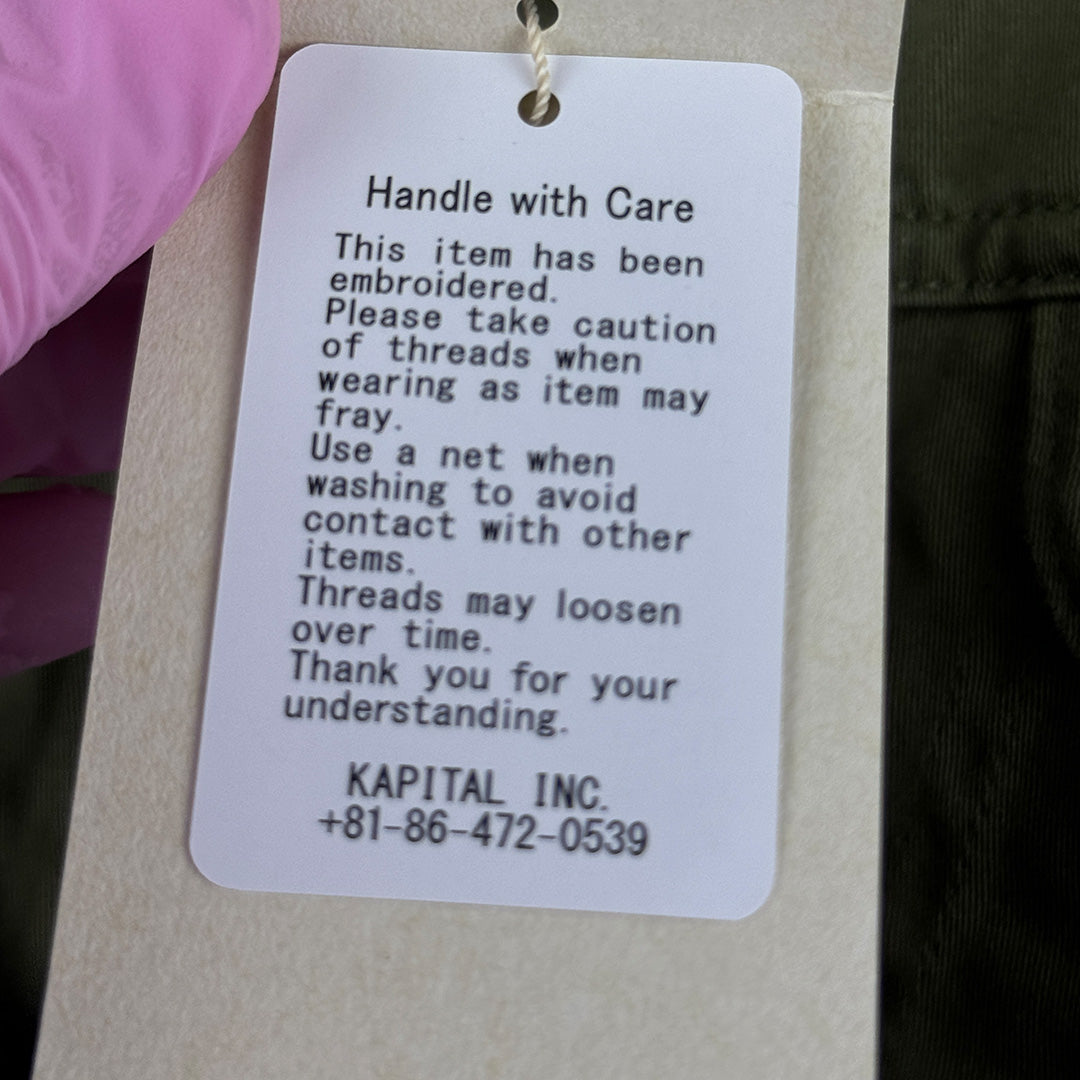 Handle with Care
This item has been
embroidered.
Please take caution
of threads when
wearing as item may
fray.
Use a net when
washing to avoid
contact with other
items.
Threads may loosen
over time.
Thank you for your
understanding.
KAPITAL INC.
+81-86-472-0539